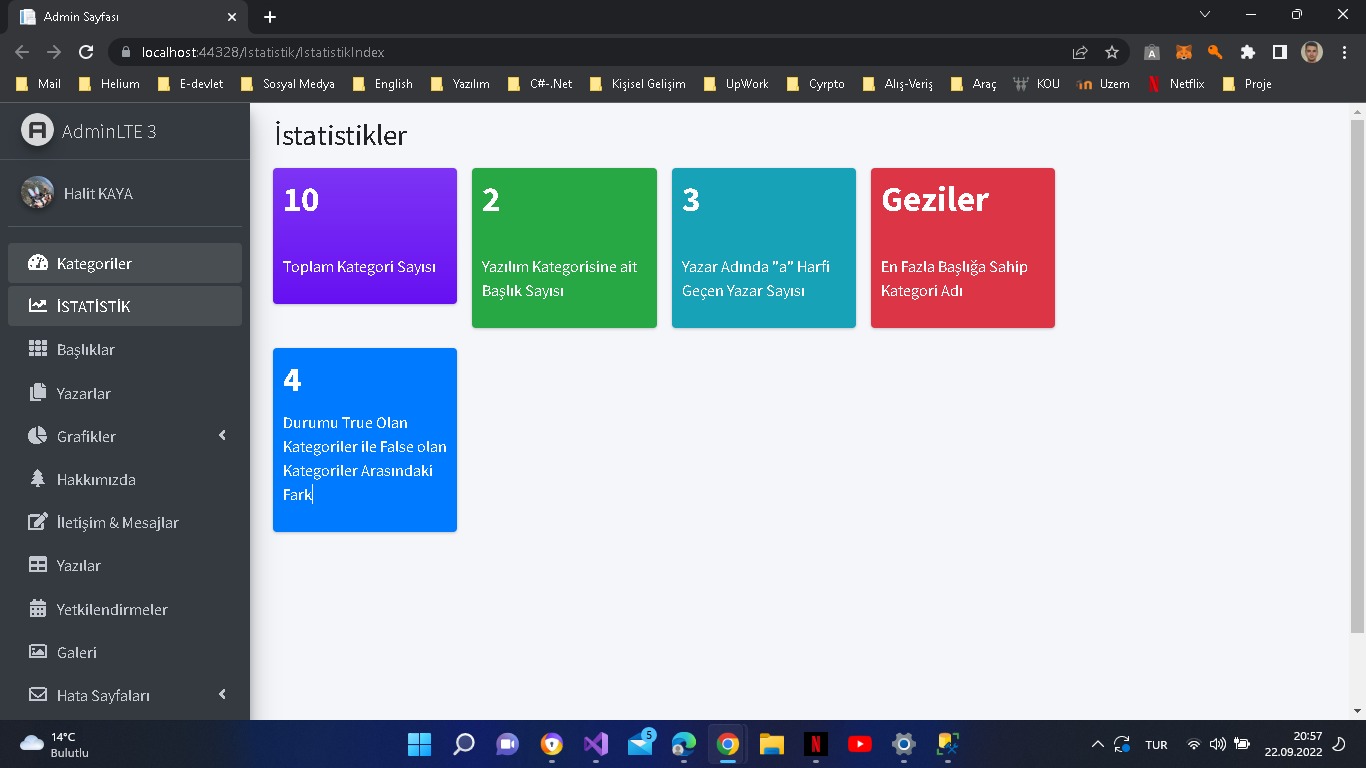 Admin Sayfası
localhost:44328/Istatistik/IstatistikIndex
Mail
Helium
E-devlet
Sosyal Medya
English
Yazılım
C#-.Net
Kişisel Gelişim
UpWork
Cyrpto
Alış-Veriş
Araç
KOU
Uzem
Netflix
Proje
AdminLTE 3
Halit KAYA
Kategoriler
İSTATİSTİK
Başlıklar
Yazarlar
Grafikler
Hakkımızda
İletişim & Mesajlar
Yazılar
Yetkilendirmeler
Galeri
Hata Sayfaları
İstatistikler
10
Toplam Kategori Sayısı
2
Yazılım Kategorisine ait
Başlık Sayısı
3
Yazar Adında "a" Harfi
Geçen Yazar Sayısı
Geziler
En Fazla Başlığa Sahip
Kategori Adı
4
Durumu True Olan
Kategoriler ile False olan
Kategoriler Arasındaki
Fark
14°C
Bulutlu
5
TUR
20:57
22.09.2022